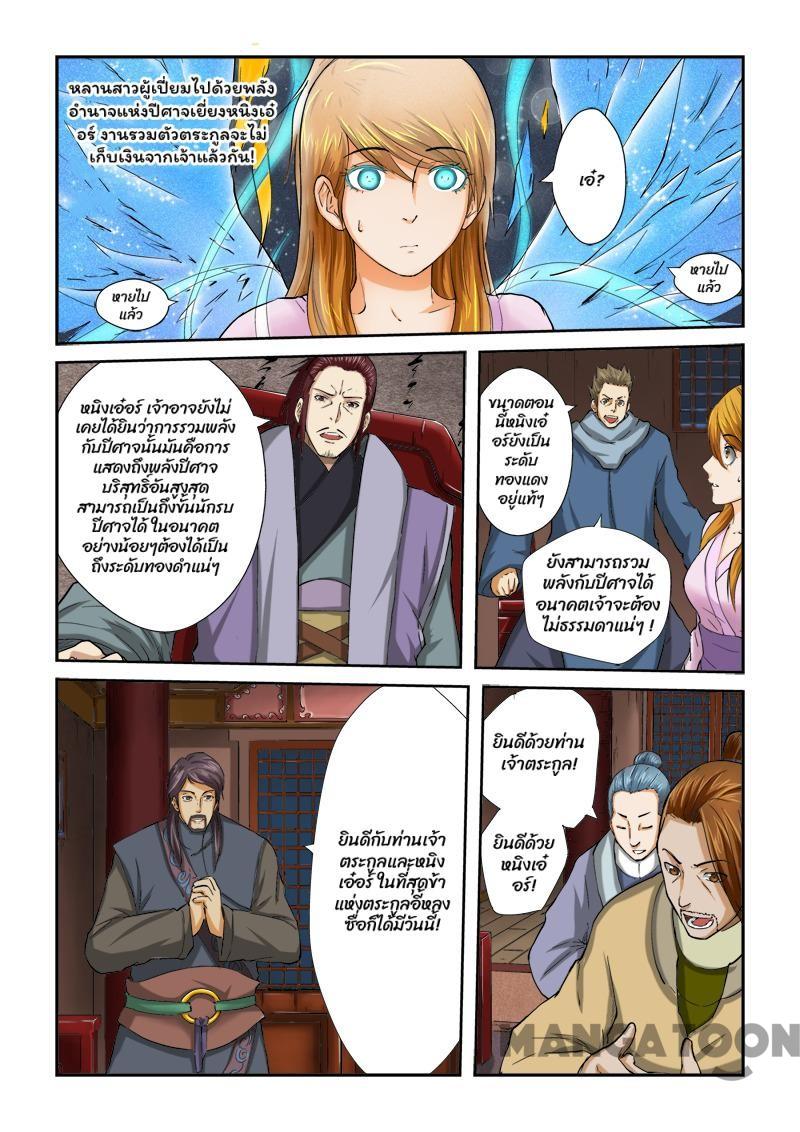 หลานสาวผู้เปี่ยมไปด้วยพลัง
อำนาจแห่งปีศาจเยี่ยงหนิงเอ๋
อร์ งานรวมตัวตระกูลจะไม่
เก็บเงินจากเจ้าแล้วกัน!
เอ๋?
หายไป
แล้ว
หายไป
แล้ว
หนิงเอ๋อร์ เจ้าอาจยังไม่
เคยได้ยินว่าการรวมพลัง
กับปีศาจนั้นมันคือการ
แสดงถึงพลังปีศาจ
บริสุทธิ์อันสูงสุด
สามารถเป็นถึงขั้นนักรบ
ปีศาจได้ ในอนาคต
อย่างน้อยๆต้องได้เป็น
ถึงระดับทองดำแน่ๆ
ขนาดตอน
นี้หนิงเอ๋
อร์ยังเป็น
ระดับ
ทองแดง
อยู่แท้ๆ
ยังสามารถรวม
พลังกับปีศาจได้
อนาคตเจ้าจะต้อง
ไม่ธรรมดาแน่ๆ !
ยินดีกับท่านเจ้า
ตระกูลและหนิง
เอ๋อร์ ในที่สุดข้า
แห่งตระกูลอี้หลง
ซื่อก็ได้มีวันนี้!
ยินดีด้วยท่าน
เจ้าตระกูล!
ยินดีด้วย
หนิงเอ๋
อร์!
MANGATOON